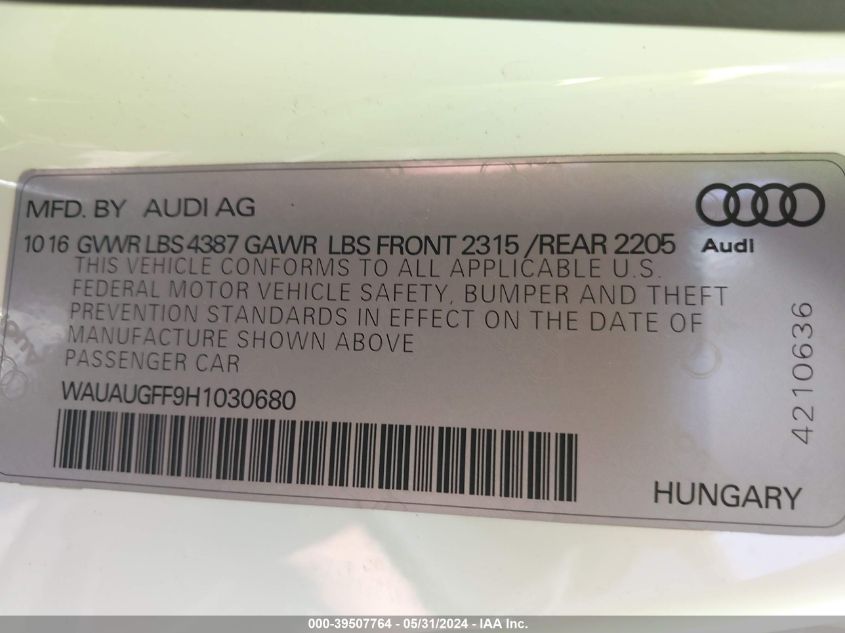 MFD. BY AUDI AG
Audi
10 16 GVWR LBS 4387 GAWR LBS FRONT 2315 /REAR 2205
THIS VEHICLE CONFORMS TO ALL APPLICABLE U.S.
FEDERAL MOTOR VEHICLE SAFETY, BUMPER AND THEFT
PREVENTION STANDARDS IN EFFECT ON THE DATE OF
MANUFACTURE SHOWN ABOVE
PASSENGER CAR
WAUAUGFF9H1030680
4210636
HUNGARY
000-39507764 - 05/31/2024 - IAA Inc.